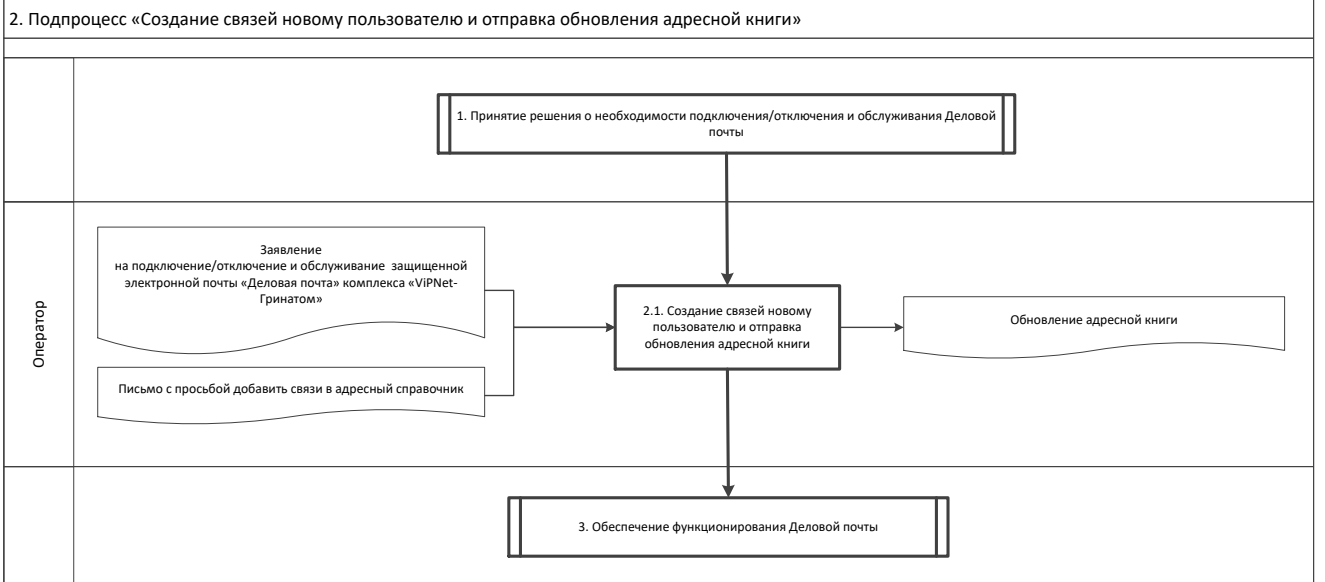 2. Подпроцесс «Создание связей новому пользователю и отправка обновления адресной книги»
1. Принятие решения о необходимости подключения/отключения и обслуживания Деловой
почты
Оператор
Заявление
на подключение/отключение и обслуживание защищенной
электронной почты «Деловая почта» комплекса «ViPNet-
Гринатом»
Письмо с просьбой добавить связи в адресный справочник
2.1. Создание связей новому
пользователю и отправка
обновления адресной книги
Обновление адресной книги
3. Обеспечение функционирования Деловой почты